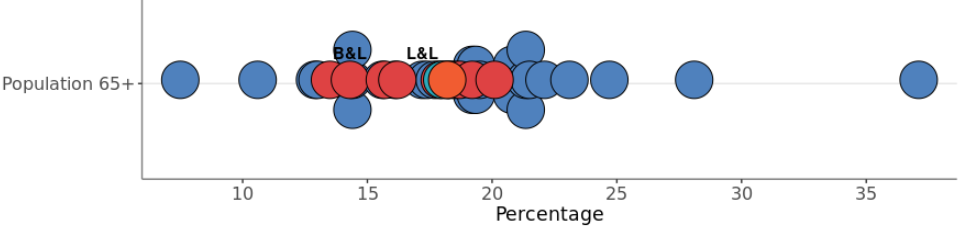 B&L L&L
Population 65+
10 15 20 25 30 35
Percentage